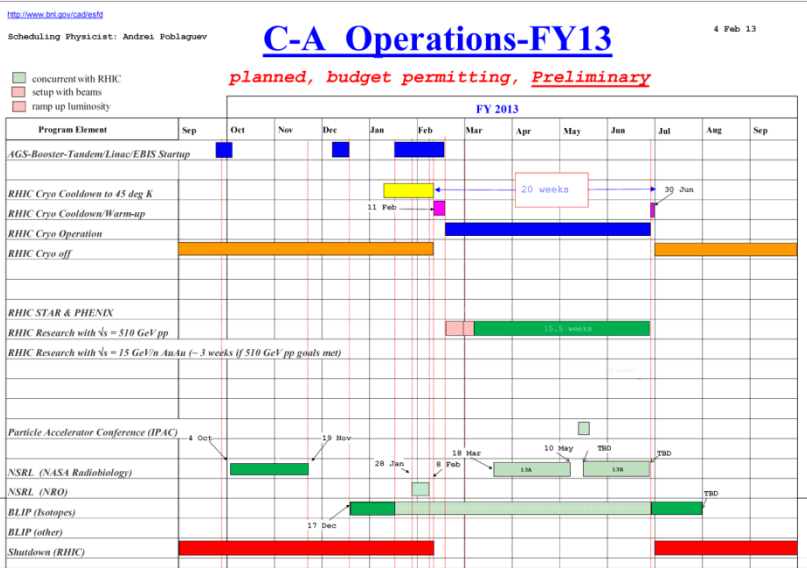 http://www.bnl.gov/cad/esfd
Scheduling Physicist: Andrei Poblaguev
C-A Operations-FY13
4 Feb 13
planned, budget permitting, Preliminary
concurrent with RHIC
setup with beams
ramp up luminosity
FY 2013
Program Element Sep Oct Nov Dec Jan Feb Mar Apr May Jun Jul Aug Sep
AGS-Booster-Tandem/Linac/EBIS Startup
RHIC Cryo Cooldown to 45 deg K
20 weeks
30 Jun
11 Feb
RHIC Cryo Cooldown/Warm-up
RHIC Cryo Operation
RHIC Cryo off
RHIC STAR & PHENIX
RHIC Research with √s = 510 GeV pp
15.5 weeks
RHIC Research with √s = 15 GeV/n AuAu (~ 3 weeks if 510 GeV pp goals met)
Particle Accelerator Conference (IPAC)
4 Oct 19 Nov
18 Mar 10 May TBD TBD
28 Jan 8 Feb
NSRL (NASA Radiobiology)
13A 13B
NSRL (NRO)
TBD
BLIP (Isotopes)
17 Dec
BLIP (other)
Shutdown (RHIC)